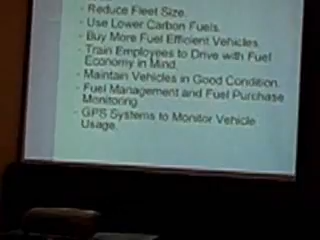 - Reduce Fleet Size.
- Use Lower Carbon Fuels.
- Buy More Fuel Efficient Vehicles.
- Train Employees to Drive with Fuel
Economy in Mind.
- Maintain Vehicles in Good Condition.
- Fuel Management and Fuel Purchase
Monitoring
- GPS Systems to Monitor Vehicle
Usage.